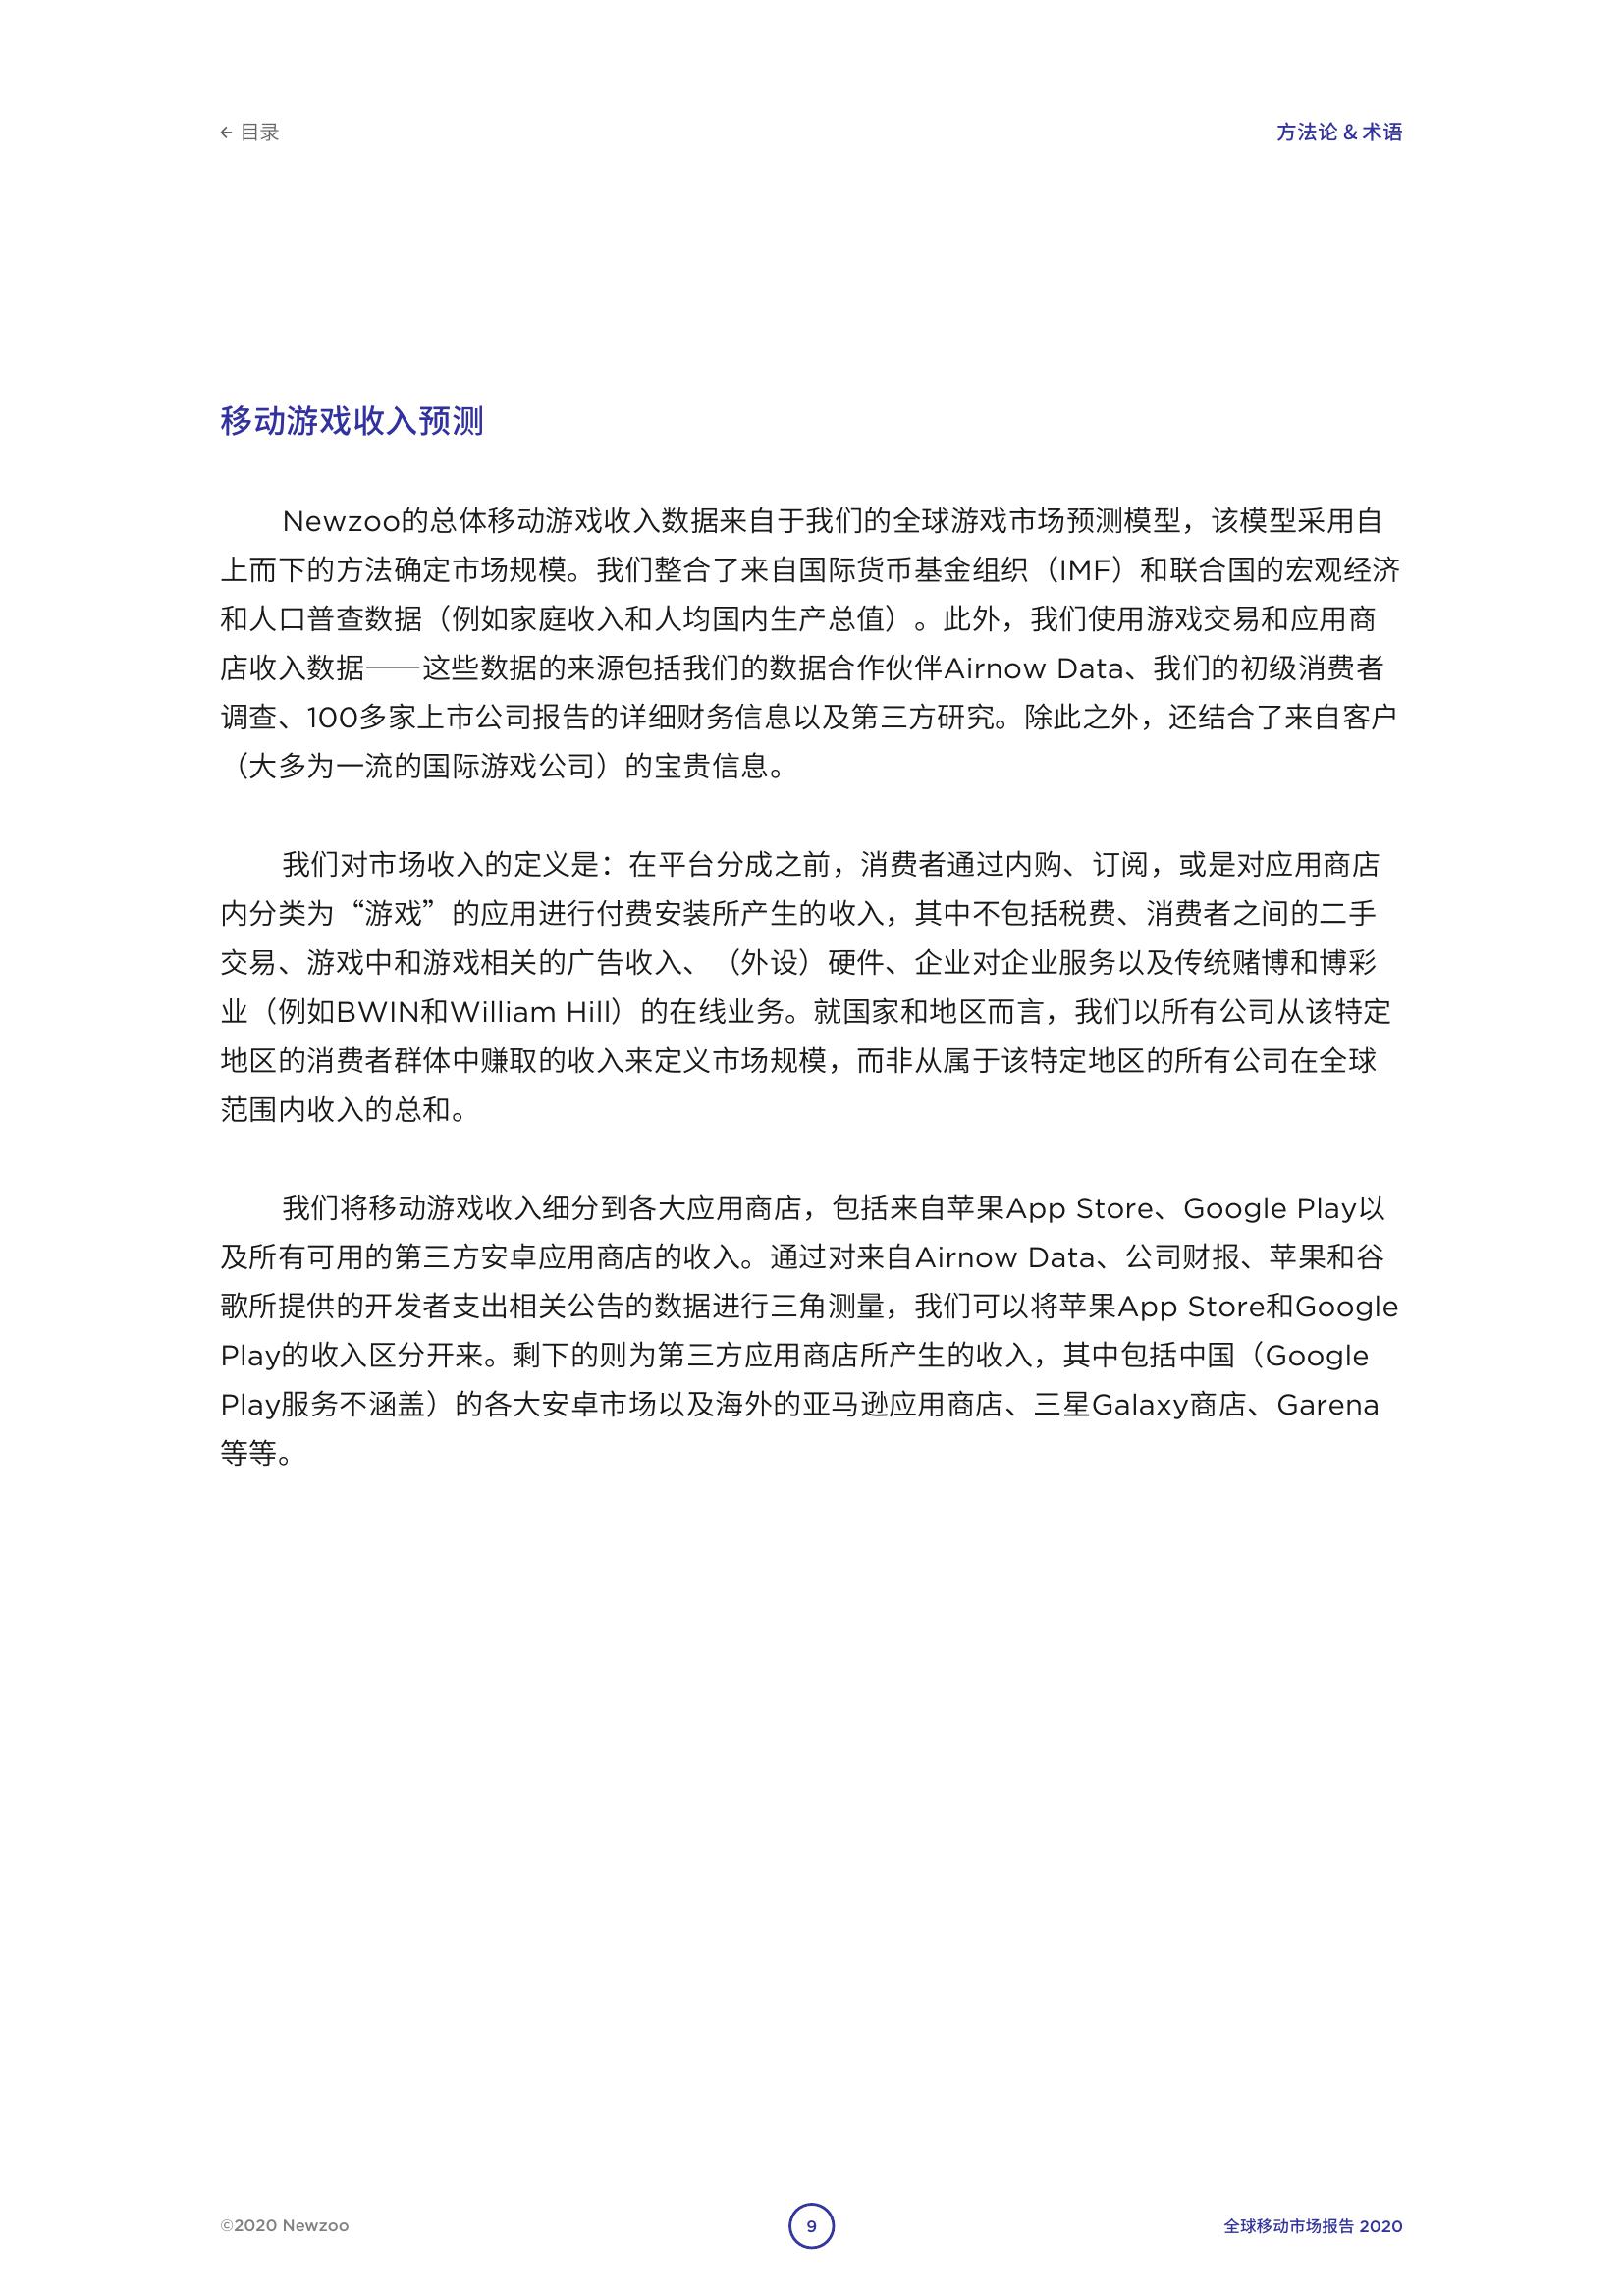 ← 目录
方法论 & 术语
移动游戏收入预测
Newzoo的总体移动游戏收入数据来自于我们的全球游戏市场预测模型，该模型采用自
上而下的方法确定市场规模。我们整合了来自国际货币基金组织（IMF）和联合国的宏观经济
和人口普查数据（例如家庭收入和人均国内生产总值）。此外，我们使用游戏交易和应用商
店收入数据——这些数据的来源包括我们的数据合作伙伴Airnow Data、我们的初级消费者
调查、100多家上市公司报告的详细财务信息以及第三方研究。除此之外，还结合了来自客户
（大多为一流的国际游戏公司）的宝贵信息。
我们对市场收入的定义是：在平台分成之前，消费者通过内购、订阅，或是对应用商店
内分类为“游戏”的应用进行付费安装所产生的收入，其中不包括税费、消费者之间的二手
交易、游戏中和游戏相关的广告收入、（外设）硬件、企业对企业服务以及传统赌博和博彩
业（例如BWIN和William Hill）的在线业务。就国家和地区而言，我们以所有公司从该特定
地区的消费者群体中赚取的收入来定义市场规模，而非从属于该特定地区的所有公司在全球
范围内收入的总和。
我们将移动游戏收入细分到各大应用商店，包括来自苹果App Store、Google Play以
及所有可用的第三方安卓应用商店的收入。通过对来自Airnow Data、公司财报、苹果和谷
歌所提供的开发者支出相关公告的数据进行三角测量，我们可以将苹果App Store和Google
Play的收入区分开来。剩下的则为第三方应用商店所产生的收入，其中包括中国（Google
Play服务不涵盖）的各大安卓市场以及海外的亚马逊应用商店、三星Galaxy商店、Garena
等等。
©2020 Newzoo
9
全球移动市场报告 2020